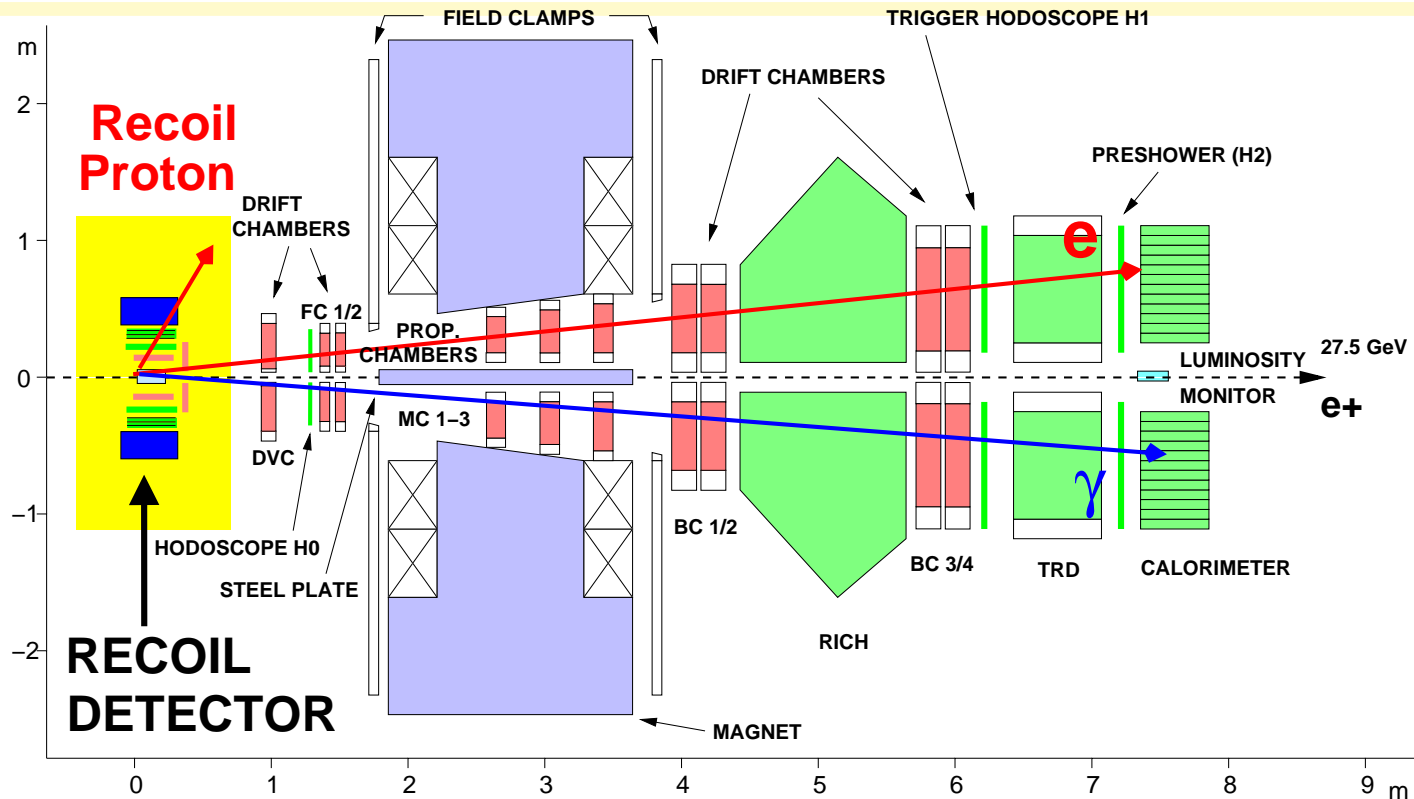 FIELD CLAMPS
TRIGGER HODOSCOPE H1
m
DRIFT CHAMBERS
2
Recoil
Proton
PRESHOWER (H2)
DRIFT
CHAMBERS
1
e
FC 1/2
PROP.
CHAMBERS
27.5 GeV
LUMINOSITY
0
MONITOR
e+
MC 1–3
DVC
γ
–1
HODOSCOPE H0
BC 1/2
BC 3/4
TRD
CALORIMETER
STEEL PLATE
RICH
–2
RECOIL
DETECTOR
MAGNET
0
1
2
3
4
5
6
7
8
9
m